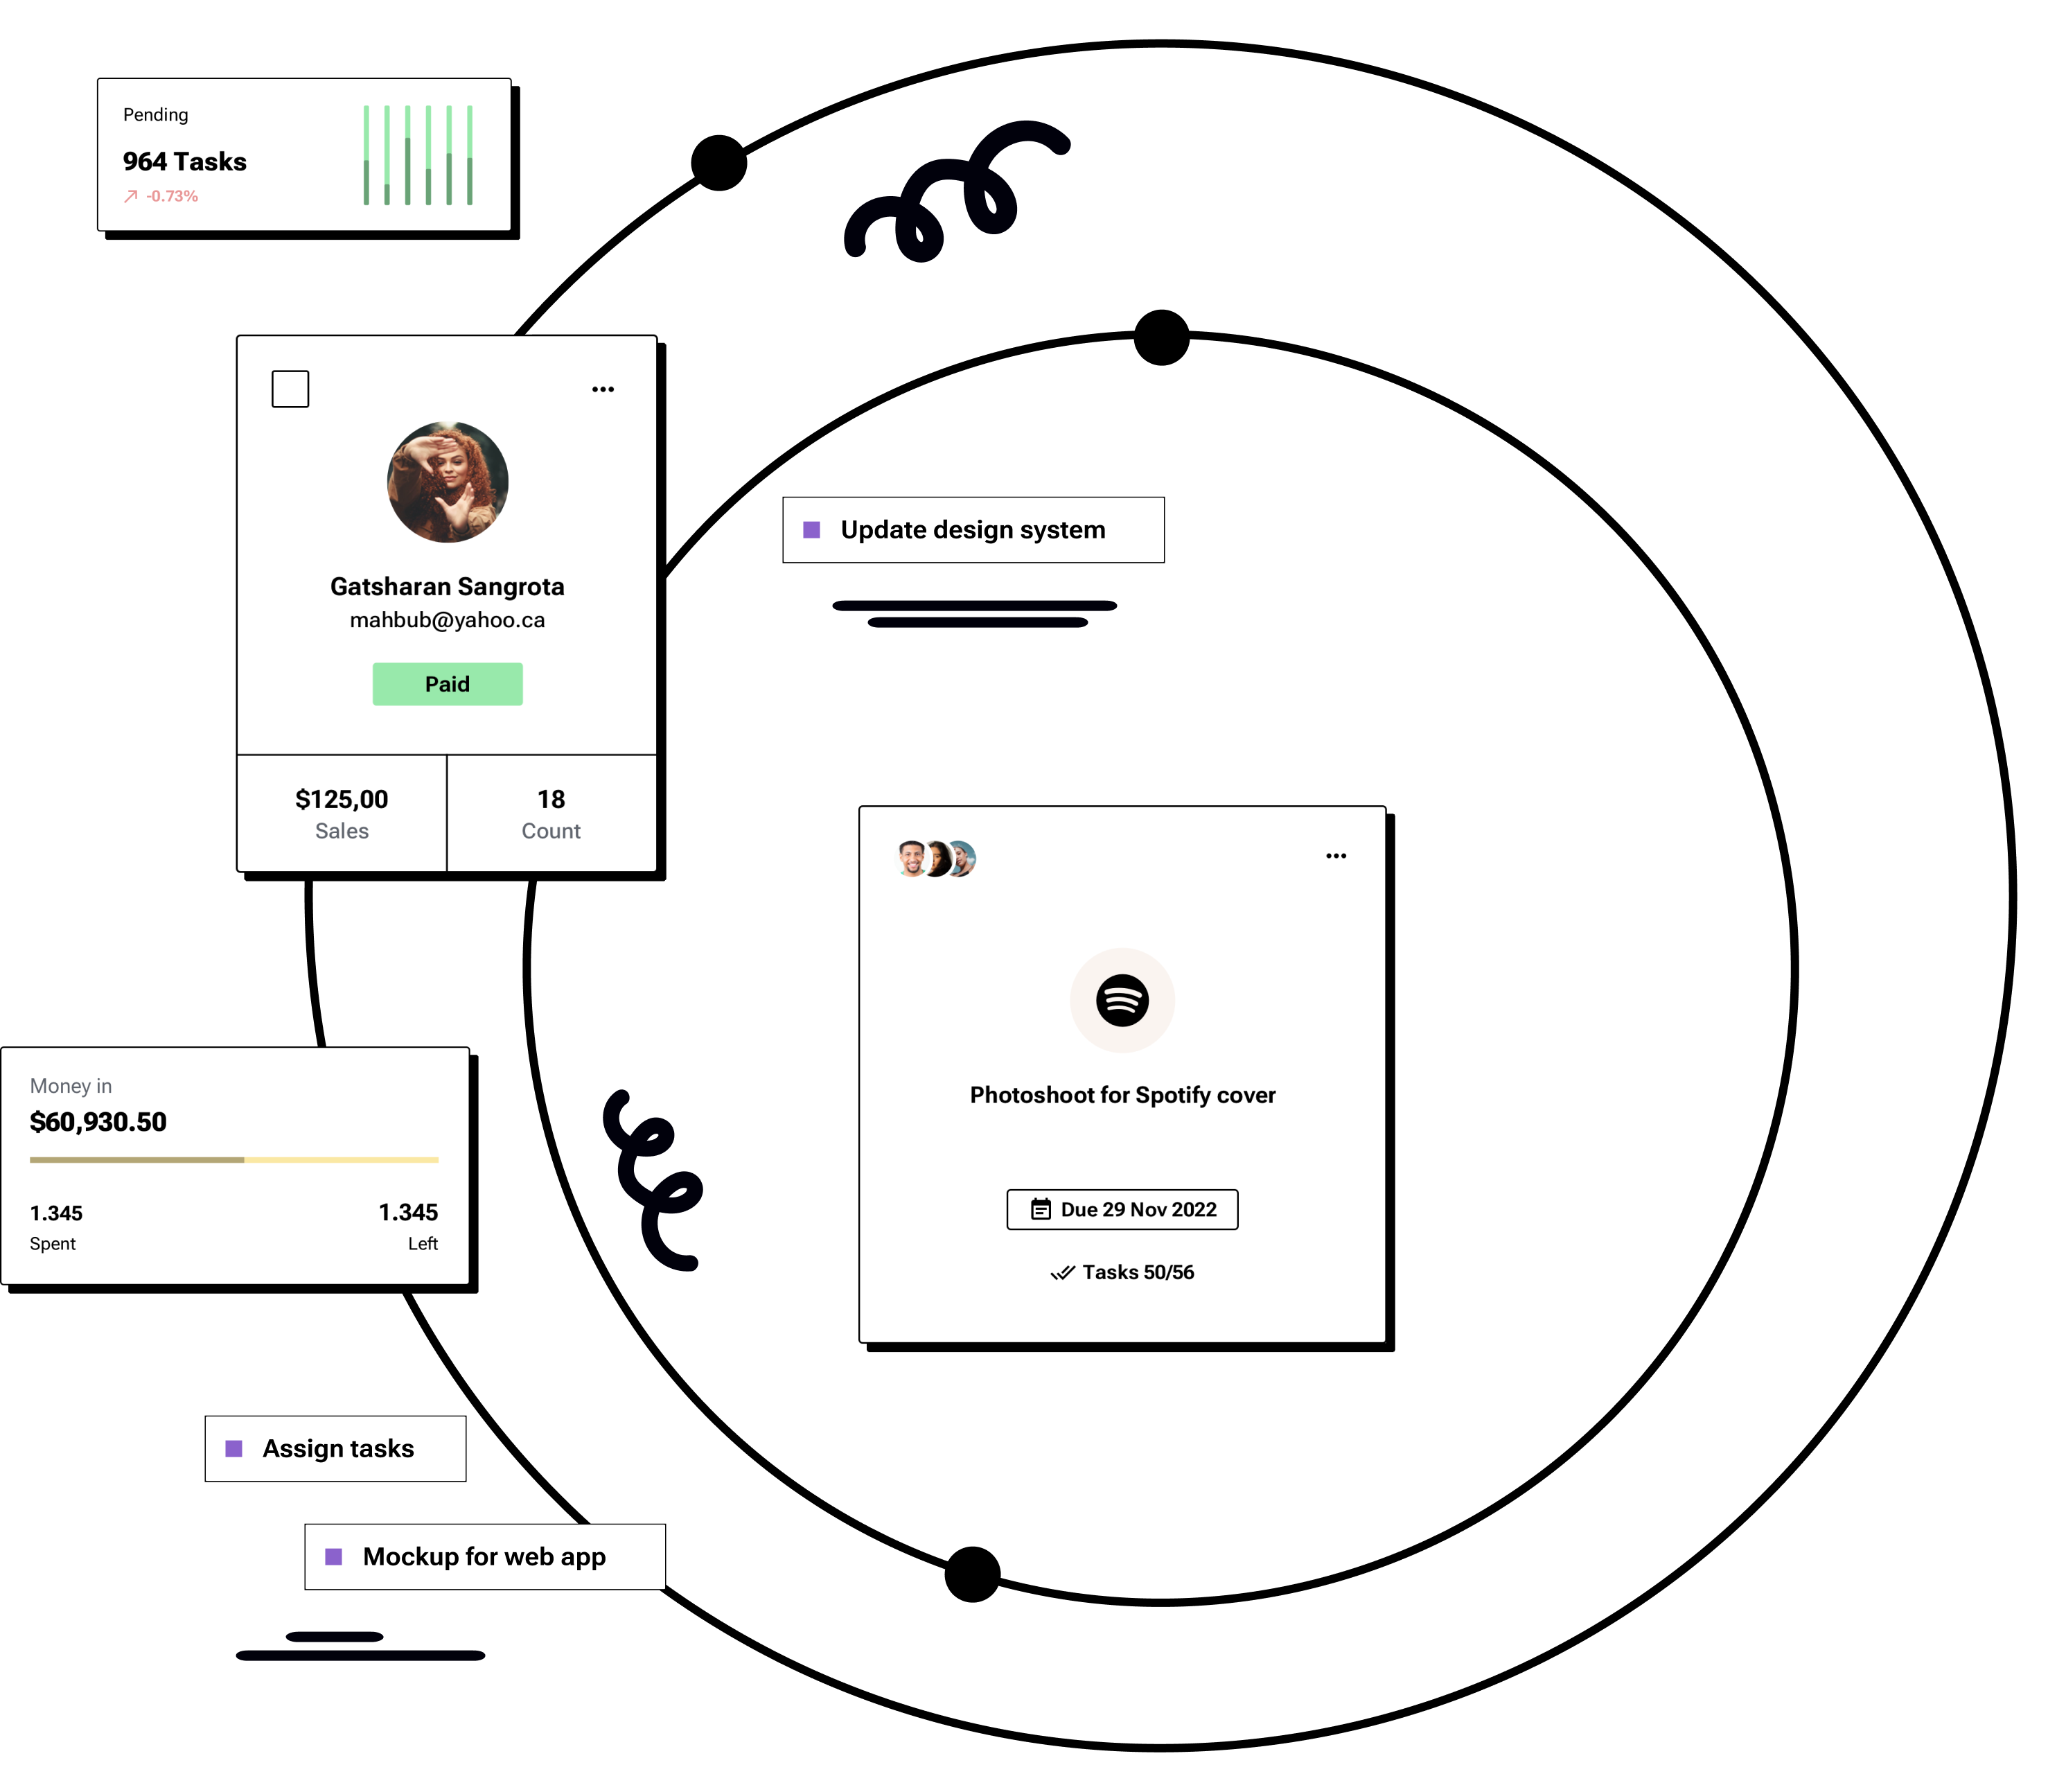 Pending
964 Tasks
-0.73%
Gatsharan Sangrota
mahbub@yahoo.ca
Paid
$125,00
Sales
18
Count
Update design system
Photoshoot for Spotify cover
Due 29 Nov 2022
Tasks 50/56
Money in
$60,930.50
1.345
Spent
1.345
Left
Assign tasks
Mockup for web app